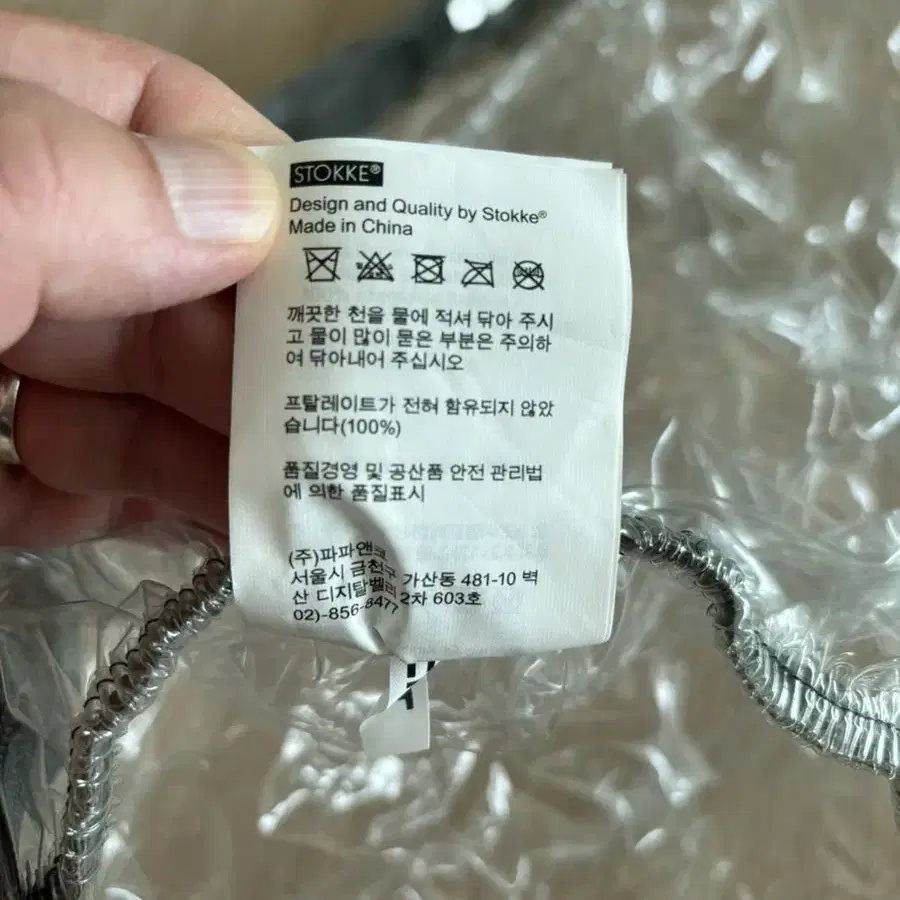 STOKKE®
Design and Quality by Stokke®
Made in China
깨끗한 천을 물에 적셔 닦아 주시
고 물이 많이 묻은 부분은 주의하
여 닦아내어 주십시오
프탈레이트가 전혀 함유되지 않았
습니다(100%)
품질경영 및 공산품 안전 관리법
에 의한 품질표시
(주)파파앤코
서울시 금천구 가산동 481-10 벽
산 디지탈밸리 2차 603호
02)-856-8477